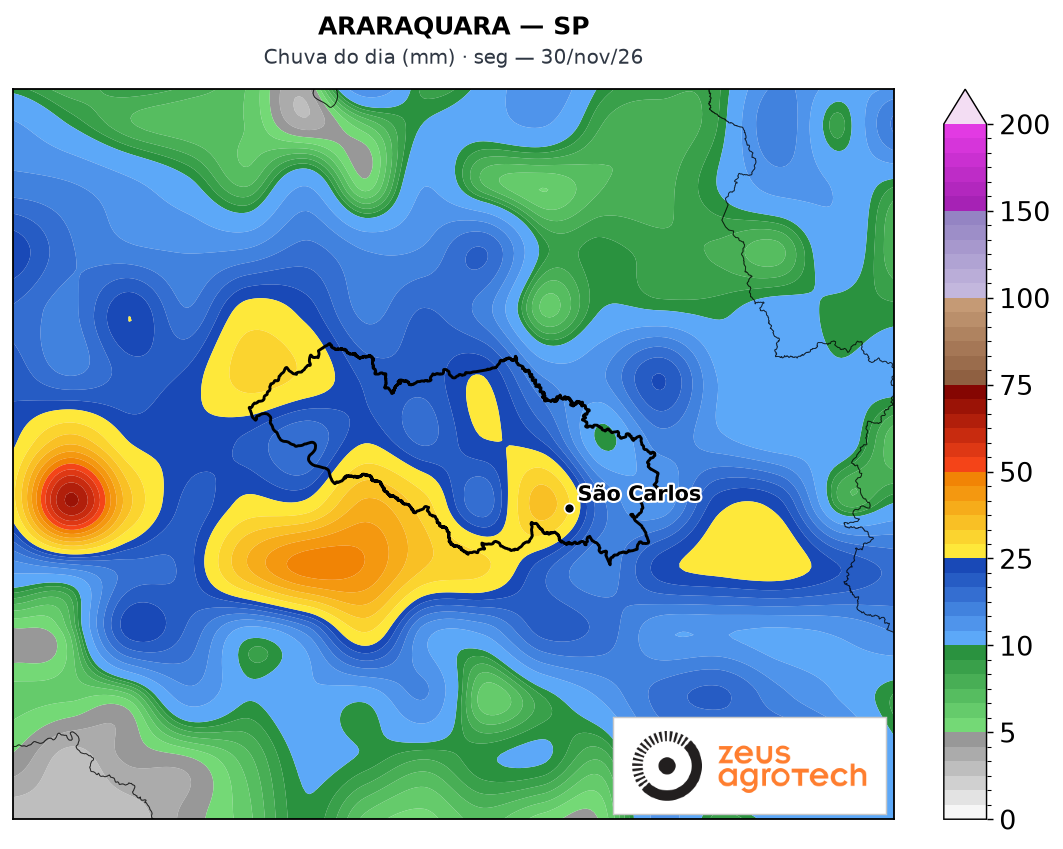 ARARAQUARA — SP
Chuva do dia (mm) · seg — 30/nov/26
200
150
100
75
50
25
10
5
0
São Carlos
zeus
agrotech